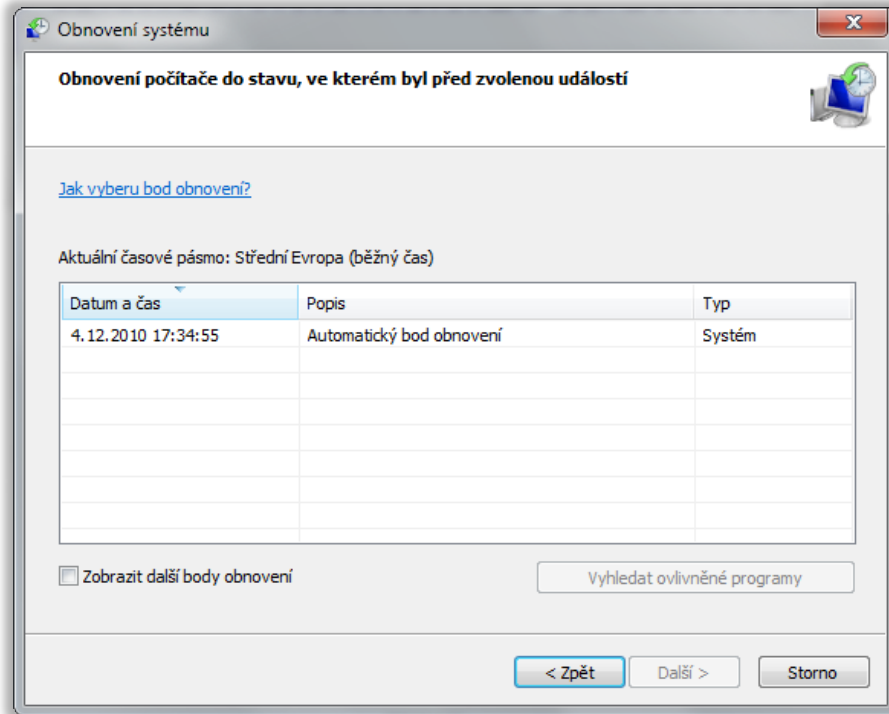 Obnovení systému
Obnovení počítače do stavu, ve kterém byl před zvolenou událostí
Jak vyberu bod obnovení?
Aktuální časové pásmo: Střední Evropa (běžný čas)
Datum a čas Popis Typ
4.12.2010 17:34:55 Automatický bod obnovení Systém
Zobrazit další body obnovení Vyhledat ovlivněné programy
< Zpět Další > Storno